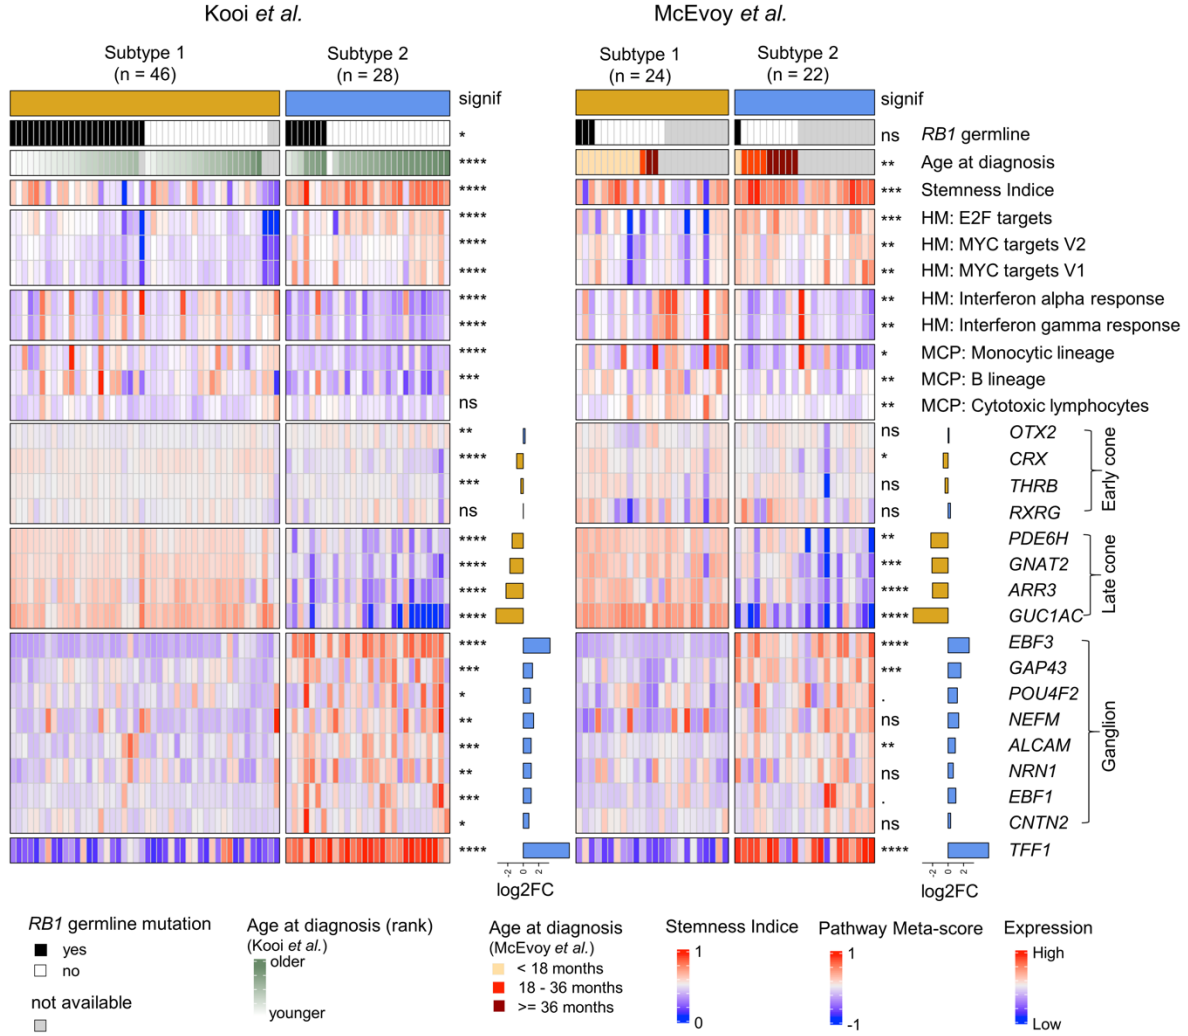 Kooi et al.
McEvoy et al.
Subtype 1
(n = 46)
Subtype 2
(n = 28)
signif
Subtype 1
(n = 24)
Subtype 2
(n = 22)
signif
* ns RB1 germline
**** ** Age at diagnosis
**** *** Stemness Indice
**** *** HM: E2F targets
**** ** HM: MYC targets V2
**** ** HM: MYC targets V1
**** ** HM: Interferon alpha response
**** ** HM: Interferon gamma response
**** * MCP: Monocytic lineage
*** ** MCP: B lineage
ns ** MCP: Cytotoxic lymphocytes
** ns OTX2
**** * CRX
*** ns THRB
ns ns RXRG
Early cone
**** ** PDE6H
**** *** GNAT2
**** **** ARR3
**** **** GUC1AC
Late cone
**** **** EBF3
*** *** GAP43
* . POU4F2
** ns NEFM
*** ** ALCAM
** ns NRN1
*** . EBF1
* ns CNTN2
Ganglion
**** **** TFF1
-2 0 2
log2FC
-2 0 2
log2FC
RB1 germline mutation
yes
no
not available
Age at diagnosis (rank)
(Kooi et al.)
older
younger
Age at diagnosis
(McEvoy et al.)
< 18 months
18 - 36 months
>= 36 months
Stemness Indice
1
0
Pathway Meta-score
1
-1
Expression
High
Low